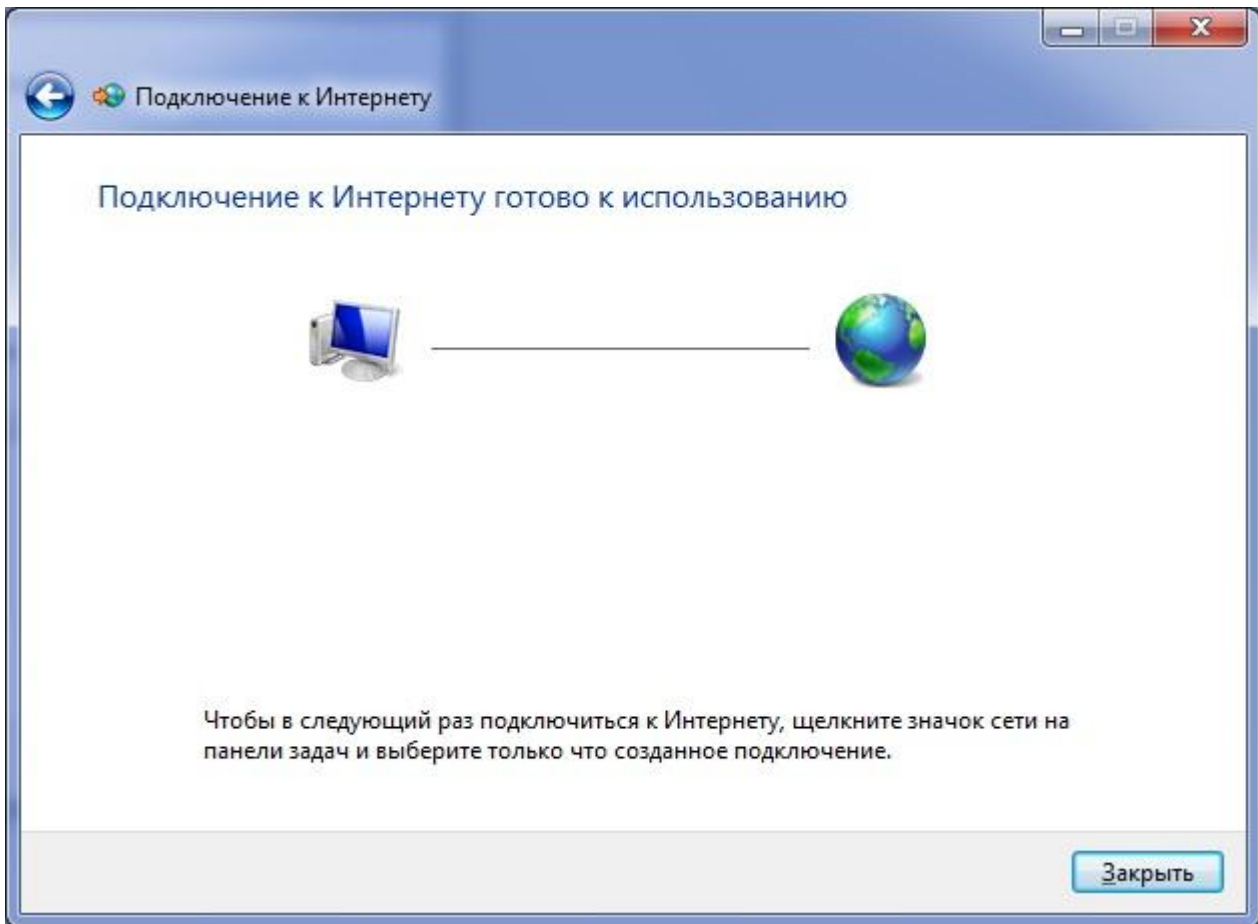 Подключение к Интернету
Подключение к Интернету готово к использованию
Чтобы в следующий раз подключиться к Интернету, щелкните значок сети на
панели задач и выберите только что созданное подключение.
Закрыть